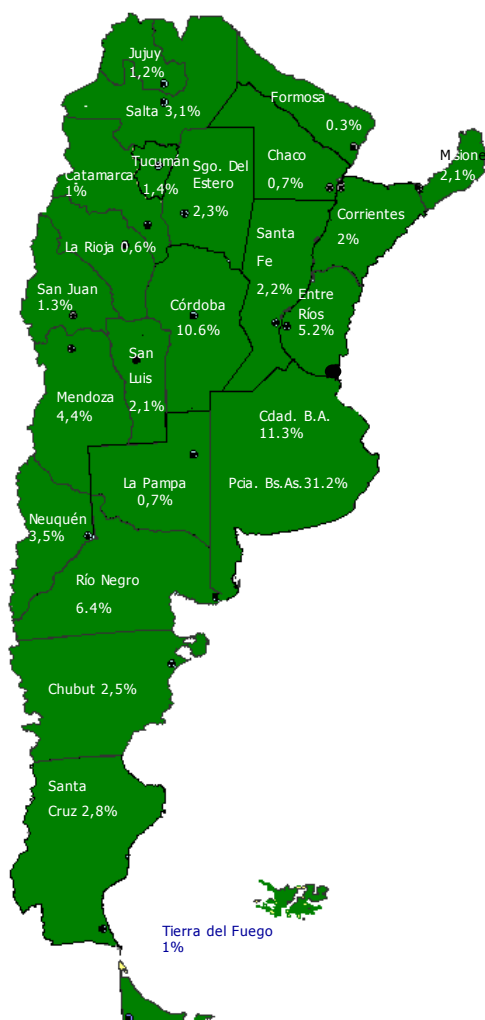 Jujuy
1,2%
Salta 3,1%
Formosa
0.3%
Chaco
0,7%
Misione
2,1%
Tucumán
1,4%
Sgo. Del
Estero
2,3%
Catamarca
1%
Corrientes
2%
La Rioja 0,6%
Santa
Fe
2,2%
San Juan
1.3%
Córdoba
10.6%
Entre
Ríos
5.2%
San
Luis
2,1%
Mendoza
4,4%
Cdad. B.A.
11.3%
La Pampa
0,7%
Pcia. Bs.As.31.2%
Neuquén
3,5%
Río Negro
6.4%
Chubut 2,5%
Santa
Cruz 2,8%
Tierra del Fuego
1%